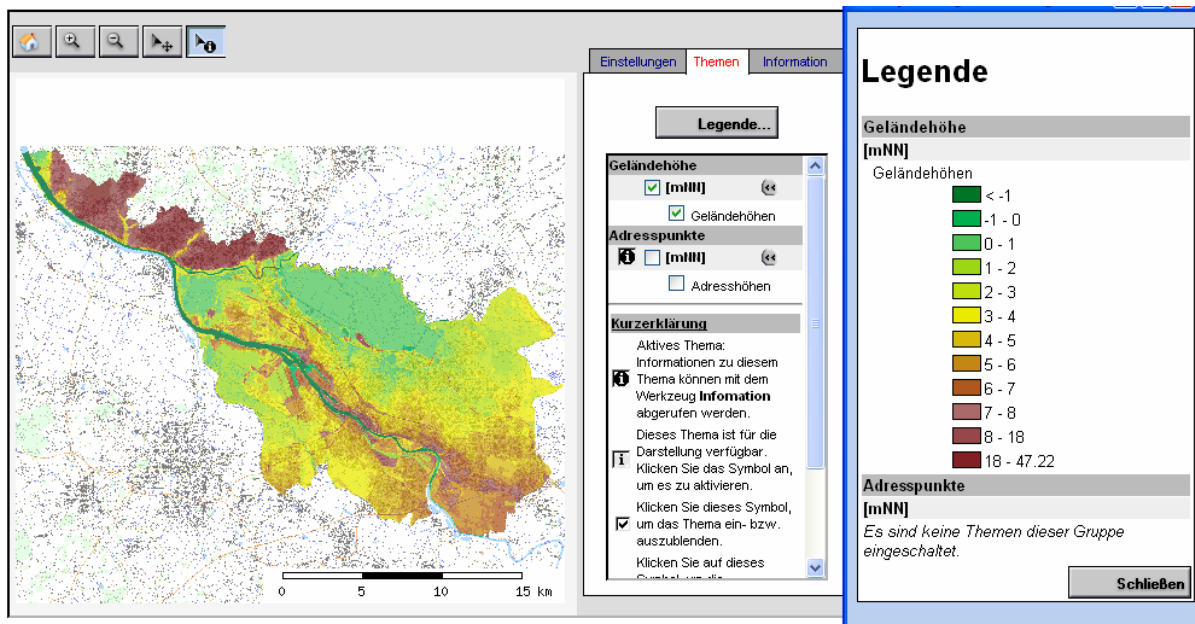 Einstellungen Themen Information
Legende...
Geländehöhe
[mNN]
Geländehöhen
Adresspunkte
[mNN]
Adresshöhen
Kurzerklärung
Aktives Thema:
Informationen zu diesem
Thema können mit dem
Werkzeug Infomation
abgerufen werden.
Dieses Thema ist für die
Darstellung verfügbar.
Klicken Sie das Symbol an,
um es zu aktivieren.
Klicken Sie dieses Symbol,
um das Thema ein- bzw.
auszublenden.
Klicken Sie auf dieses
0 5 10 15 km
Legende
Geländehöhe
[mNN]
Geländehöhen
< -1
-1 - 0
0 - 1
1 - 2
2 - 3
3 - 4
4 - 5
5 - 6
6 - 7
7 - 8
8 - 18
18 - 47.22
Adresspunkte
[mNN]
Es sind keine Themen dieser Gruppe
eingeschaltet.
Schließen